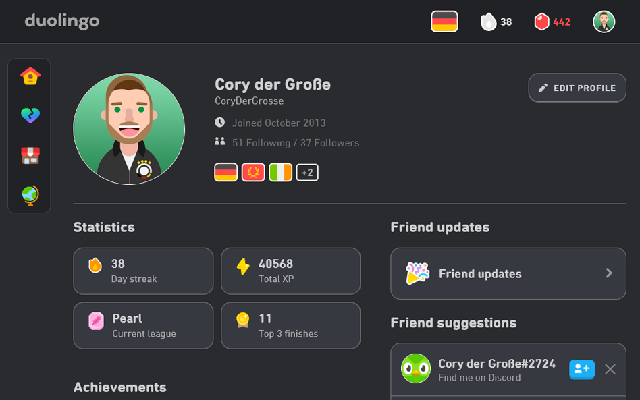 duolingo
38
442
Cory der Große
CoryDerGrosse
EDIT PROFILE
Joined October 2013
51 Following / 37 Followers
+2
Statistics
38
Day streak
40568
Total XP
Pearl
Current league
11
Top 3 finishes
Achievements
Friend updates
Friend updates
Friend suggestions
Cory der Große#2724
Find me on Discord